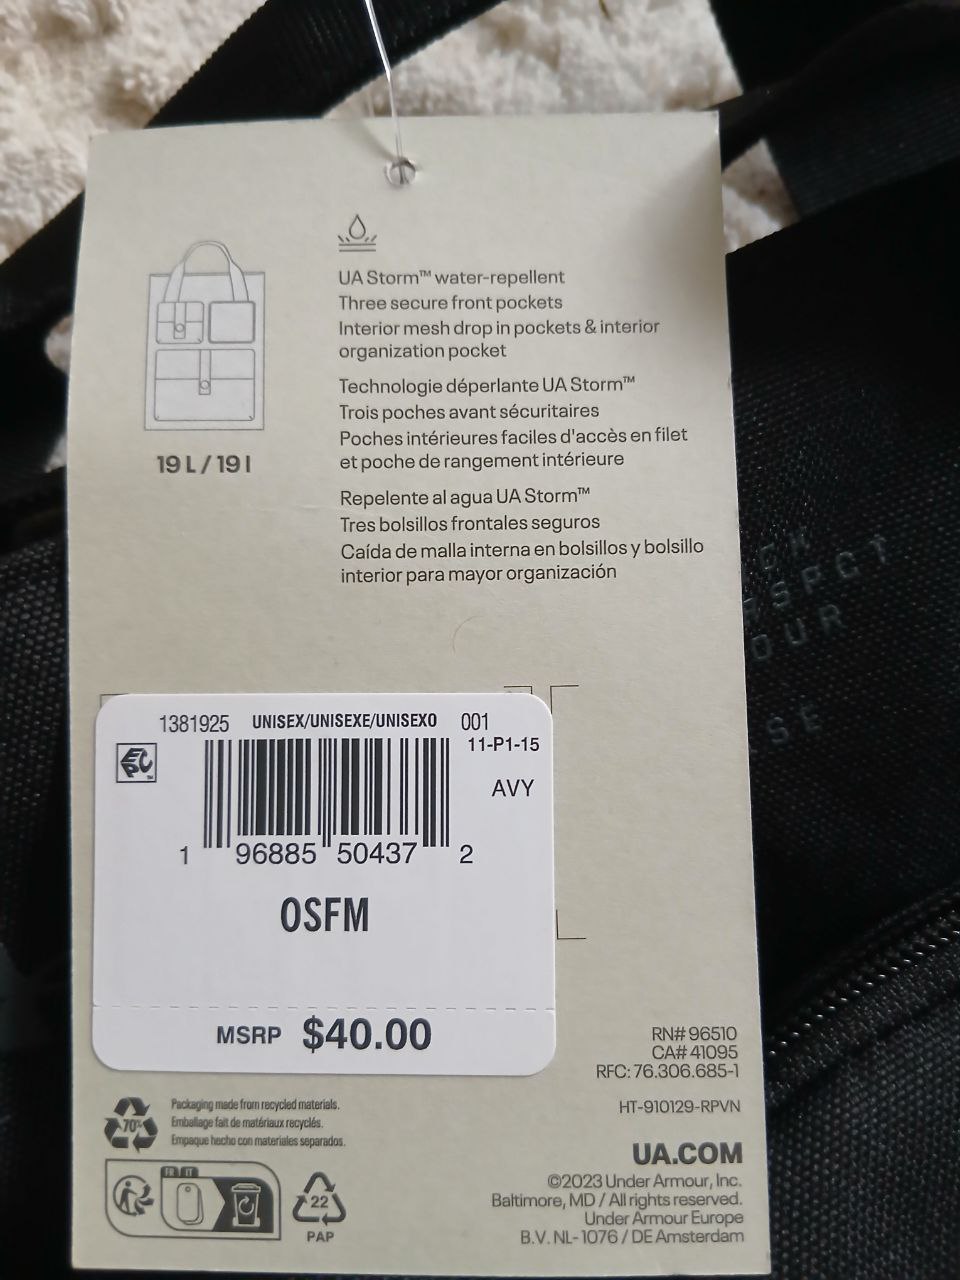 UA Storm™ water-repellent
Three secure front pockets
Interior mesh drop in pockets & interior
organization pocket
Technologie déperlante UA Storm™
Trois poches avant sécuritaires
Poches intérieures faciles d'accès en filet
et poche de rangement intérieure
19 L / 19 l
Repelente al agua UA Storm™
Tres bolsillos frontales seguros
Caída de malla interna en bolsillos y bolsillo
interior para mayor organización
1381925 UNISEX/UNISEXE/UNISEXO 001
11-P1-15
EPC™
AVY
1 96885 50437 2
OSFM
MSRP $40.00
RN# 96510
CA# 41095
RFC: 76.306.685-1
HT-910129-RPVN
70%
Packaging made from recycled materials.
Emballage fait de matériaux recyclés.
Empaque hecho con materiales separados.
UA.COM
©2023 Under Armour, Inc.
Baltimore, MD / All rights reserved.
Under Armour Europe
B.V. NL- 1076 / DE Amsterdam
FR IT
22
PAP